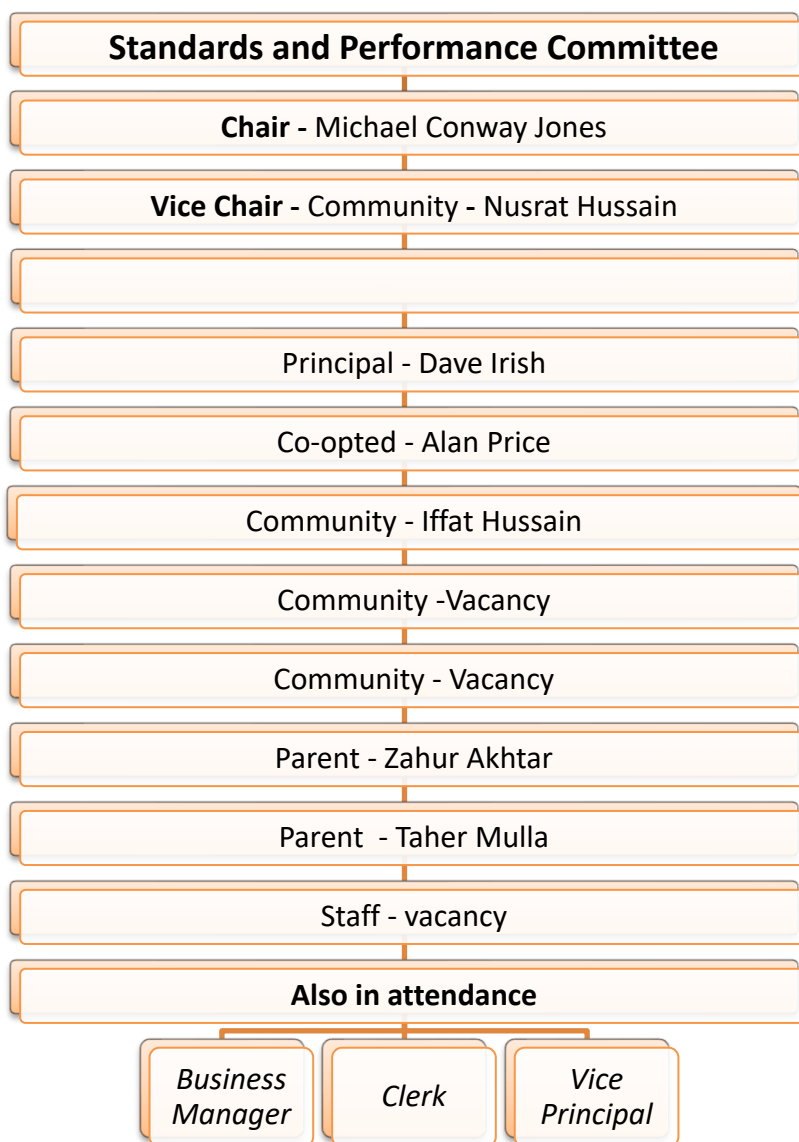 Standards and Performance Committee
Chair - Michael Conway Jones
Vice Chair - Community - Nusrat Hussain
Principal - Dave Irish
Co-opted - Alan Price
Community - Iffat Hussain
Community -Vacancy
Community - Vacancy
Parent - Zahur Akhtar
Parent  - Taher Mulla
Staff - vacancy
Also in attendance
Business
Manager
Clerk
Vice
Principal